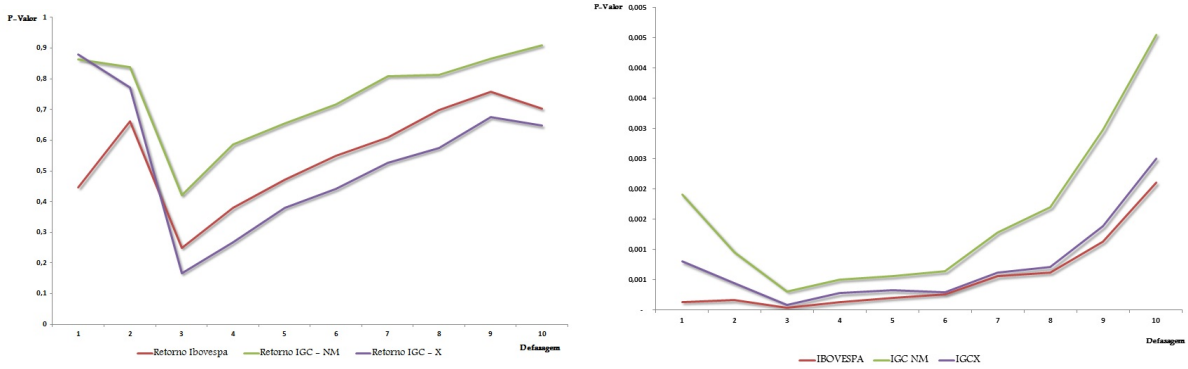 P-Valor
1
0,9
0,8
0,7
0,6
0,5
0,4
0,3
0,2
0,1
0
1 2 3 4 5 6 7 8 9 10
Defasagem
Retorno Ibovespa Retorno IGC - NM Retorno IGC - X
P-Valor
0,005
0,005
0,004
0,004
0,003
0,003
0,002
0,002
0,001
0,001
-
1 2 3 4 5 6 7 8 9 10
Defasagem
IBOVESPA IGC NM IGCX